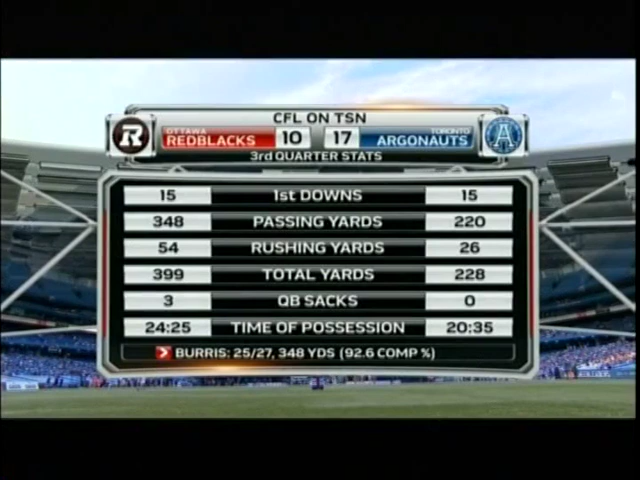 CFL ON TSN
R OTTAWA REDBLACKS 10 17 TORONTO ARGONAUTS A
3rd QUARTER STATS
15 1st DOWNS 15
348 PASSING YARDS 220
54 RUSHING YARDS 26
399 TOTAL YARDS 228
3 QB SACKS 0
24:25 TIME OF POSSESSION 20:35
BURRIS: 25/27, 348 YDS (92.6 COMP %)